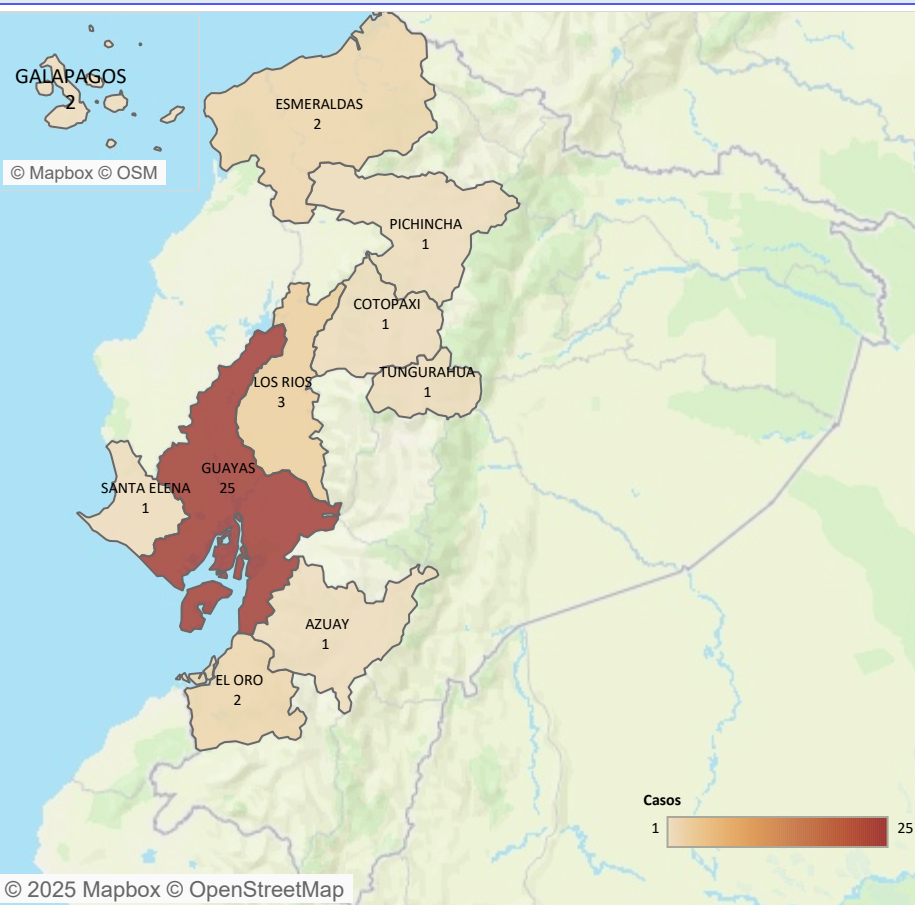 GALAPAGOS
2
© Mapbox © OSM
ESMERALDAS
2
PICHINCHA
1
COTOPAXI
1
TUNGURAHUA
1
LOS RIOS
3
GUAYAS
25
SANTA ELENA
1
AZUAY
1
EL ORO
2
Casos
1
25
© 2025 Mapbox © OpenStreetMap